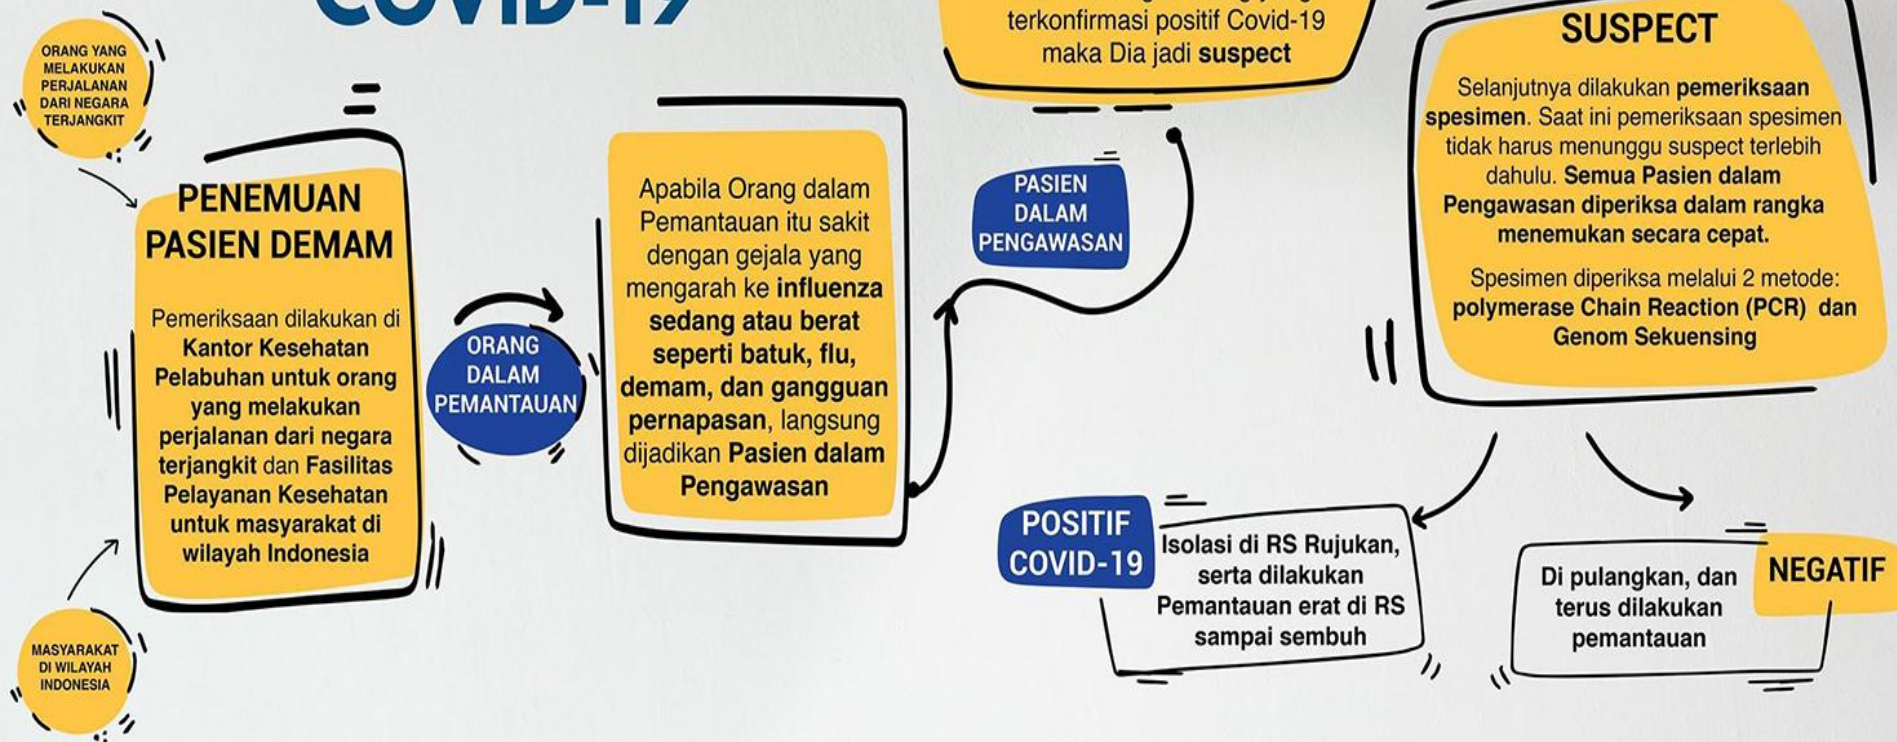 COVID-19
ORANG YANG
MELAKUKAN
PERJALANAN
DARI NEGARA
TERJANGKIT
MASYARAKAT
DI WILAYAH
INDONESIA
PENEMUAN
PASIEN DEMAM
Pemeriksaan dilakukan di
Kantor Kesehatan
Pelabuhan untuk orang
yang melakukan
perjalanan dari negara
terjangkit dan Fasilitas
Pelayanan Kesehatan
untuk masyarakat di
wilayah Indonesia
ORANG
DALAM
PEMANTAUAN
Apabila Orang dalam
Pemantauan itu sakit
dengan gejala yang
mengarah ke influenza
sedang atau berat
seperti batuk, flu,
demam, dan gangguan
pernapasan, langsung
dijadikan Pasien dalam
Pengawasan
PASIEN
DALAM
PENGAWASAN
terkonfirmasi positif Covid-19
maka Dia jadi suspect
SUSPECT
Selanjutnya dilakukan pemeriksaan
spesimen. Saat ini pemeriksaan spesimen
tidak harus menunggu suspect terlebih
dahulu. Semua Pasien dalam
Pengawasan diperiksa dalam rangka
menemukan secara cepat.
Spesimen diperiksa melalui 2 metode:
polymerase Chain Reaction (PCR) dan
Genom Sekuensing
POSITIF
COVID-19
Isolasi di RS Rujukan,
serta dilakukan
Pemantauan erat di RS
sampai sembuh
NEGATIF
Di pulangkan, dan
terus dilakukan
pemantauan